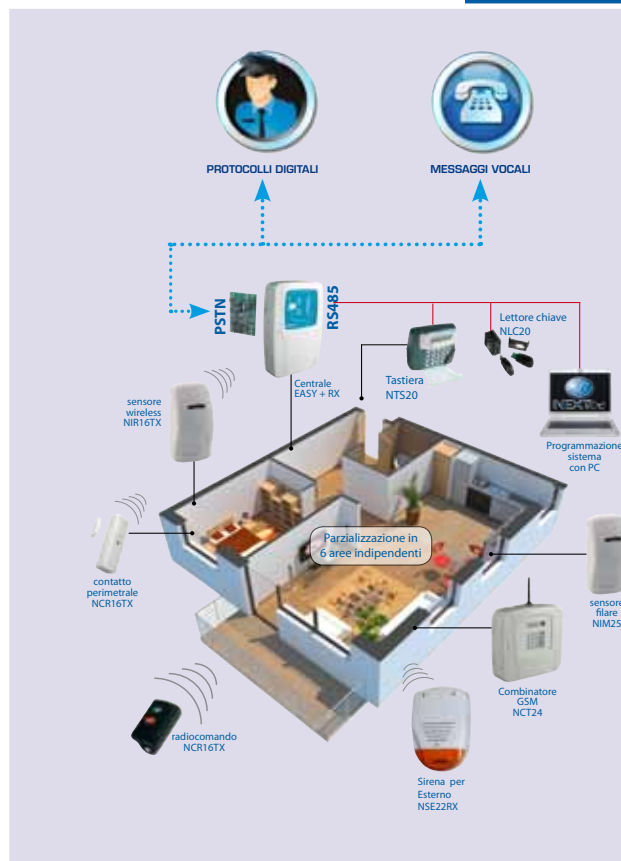 PROTOCOLLI DIGITALI
MESSAGGI VOCALI
PSTN
RS485
Lettore chiave
NLC20
Centrale
EASY + RX
Tastiera
NTS20
sensore
wireless
NIR16TX
Programmazione
sistema
con PC
Parzializzazione in
6 aree indipendenti
contatto
perimetrale
NCR16TX
sensore
filare
NIM25
Combinatore
GSM
NCT24
radiocomando
NCR16TX
Sirena per
Esterno
NSE22RX